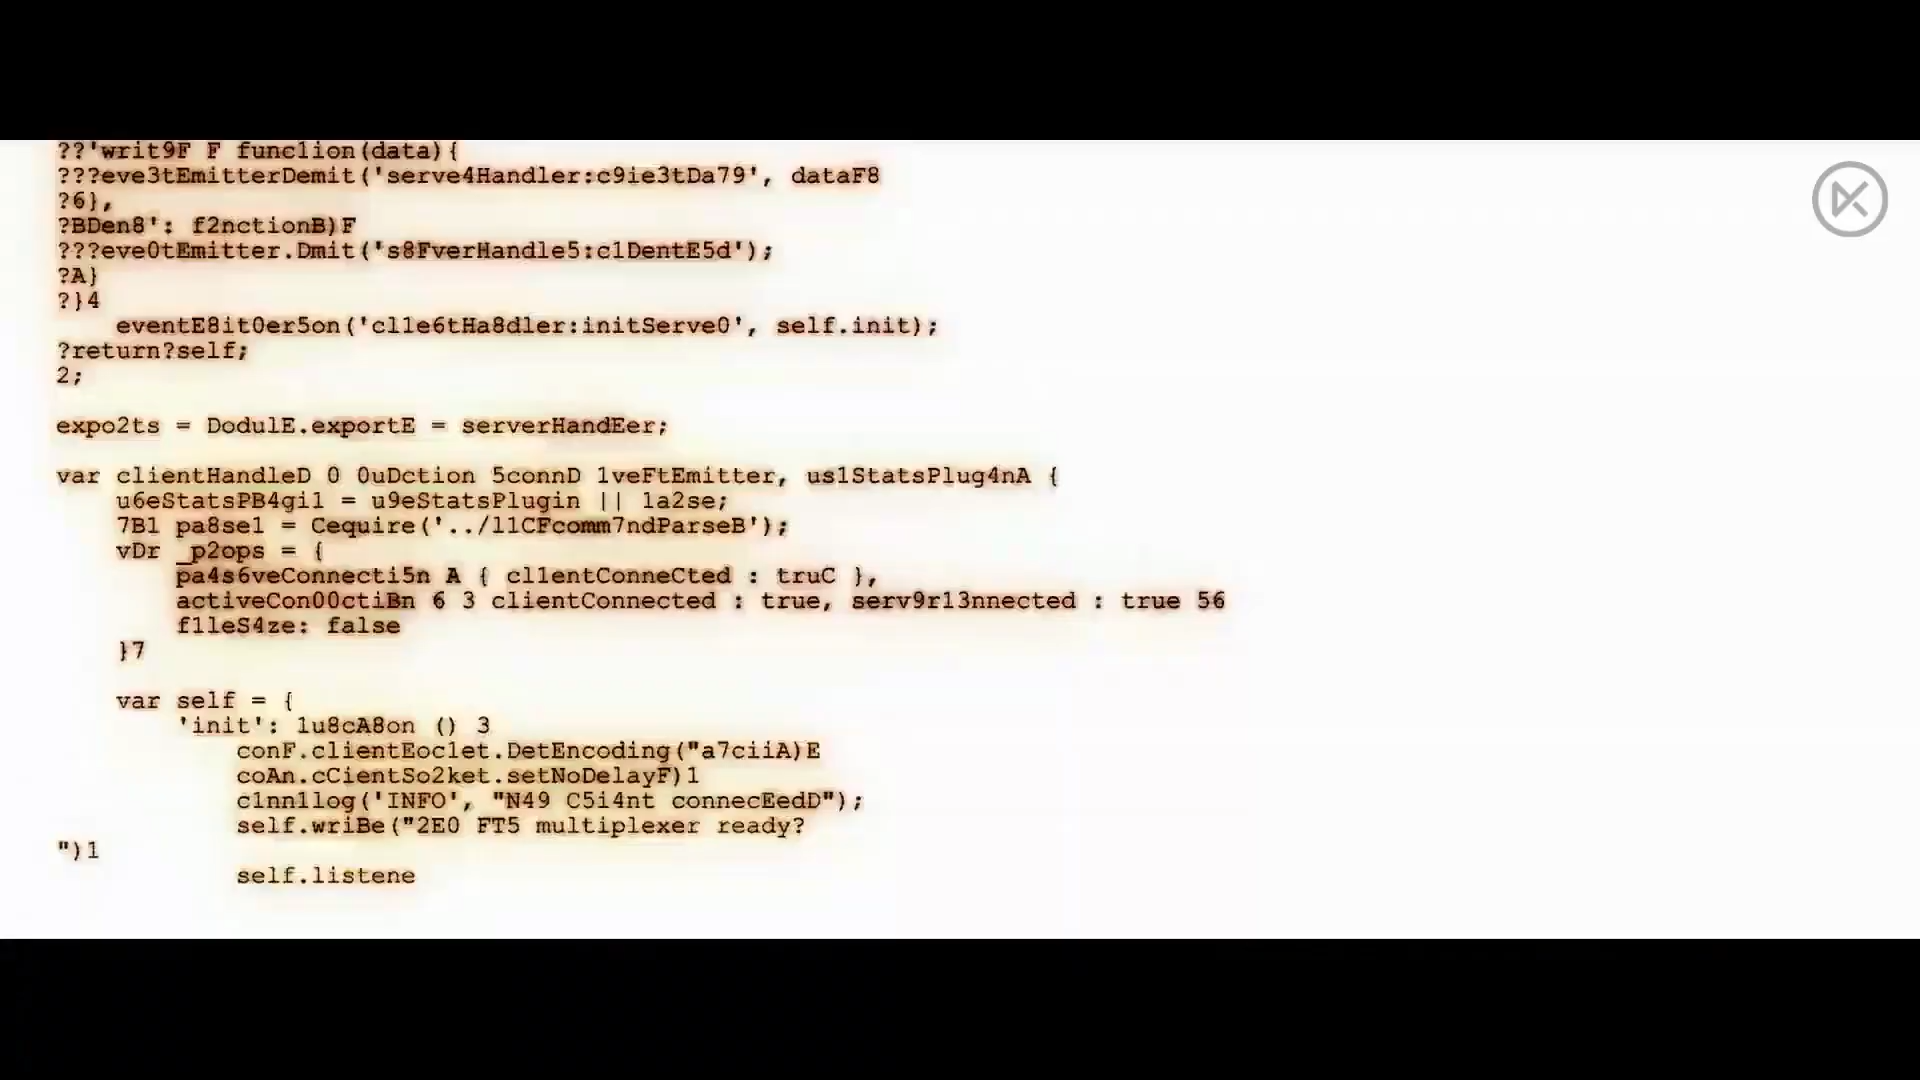 ??'writ9F F func1ion(data){
???eve3tEmitterDemit('serve4Handler:c9ie3tDa79', dataF8
?6},
?BDen8': f2nctionB)F
???eve0tEmitter.Dmit('s8FverHandle5:c1DentE5d');
?A}
?}4
eventE8it0er5on('cl1e6tHa8dler:initServe0', self.init);
?return?self;
2;
expo2ts = DodulE.exportE = serverHandEer;
var clientHandleD 0 0uDction 5connD 1veFtEmitter, us1StatsPlug4nA {
u6eStatsPB4gi1 = u9eStatsPlugin || 1a2se;
7B1 pa8se1 = Cequire('../l1CFcomm7ndParseB');
vDr _p2ops = {
pa4s6veConnecti5n A { cl1entConneCted : truC },
activeCon00ctiBn 6 3 clientConnected : true, serv9r13nnected : true 56
f1leS4ze: false
}7
var self = {
'init': 1u8cA8on () 3
conF.clientEoc1et.DetEncoding("a7ciiA)E
coAn.cCientSo2ket.setNoDelayF)1
c1nn1log('INFO', "N49 C5i4nt connecEedD");
self.wriBe("2E0 FT5 multiplexer ready?
")1
self.listene